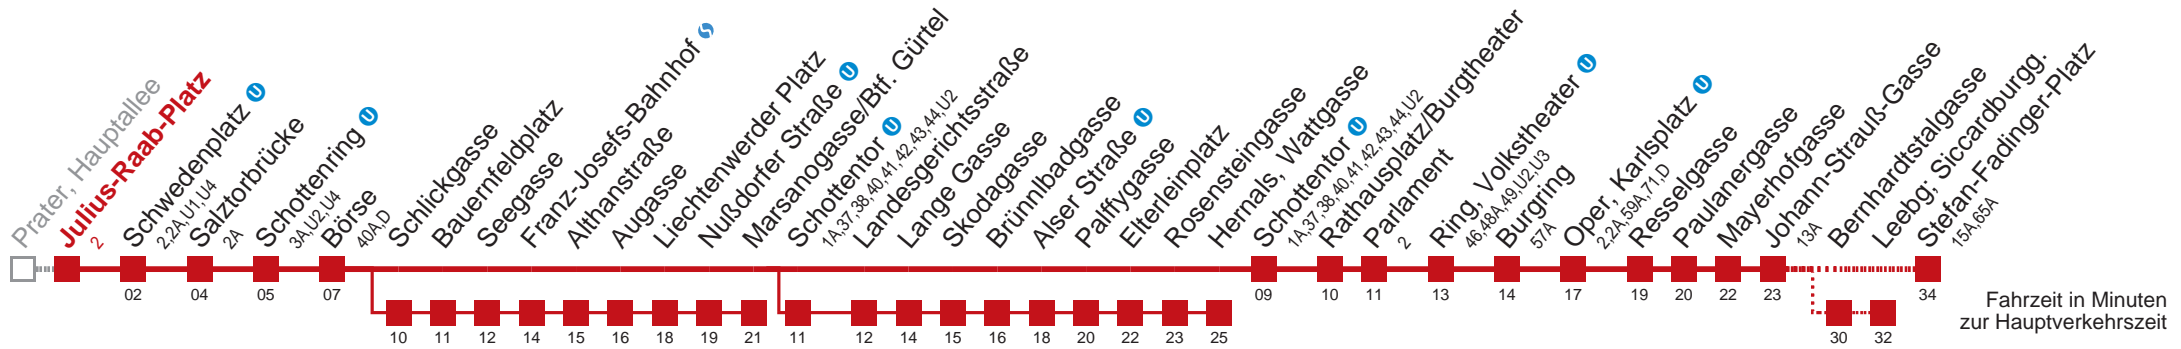 Prater, Hauptallee
Julius-Raab-Platz
2
Schwedenplatz U
2,2A,U1,U4
Salztorbrücke
2A
Schottenring U
3A,U2,U4
Börse
40A,D
Schlickgasse
Bauernfeldplatz
Seegasse
Franz-Josefs-Bahnhof
Althanstraße
Augasse
Liechtenwerder Platz
Nußdorfer Straße U
Marsanogasse/Btf. Gürtel
Schottentor U
1A,37,38,40,41,42,43,44,U2
Landesgerichtsstraße
Lange Gasse
Skodagasse
Brünnlbadgasse
Alser Straße U
Palffygasse
Elterleinplatz
Rosensteingasse
Hernals, Wattgasse
Schottentor U
1A,37,38,40,41,42,43,44,U2
Rathausplatz/Burgtheater
Parlament
2
Ring, Volkstheater U
46,48A,49,U2,U3
Burgring
57A
Oper, Karlsplatz U
2,2A,59A,71,D
Resselgasse
Paulanergasse
Mayerhofgasse
Johann-Strauß-Gasse
13A
Bernhardtstalgasse
Leebg; Siccardburgg.
Stefan-Fadinger-Platz
15A,65A
02 04 05 07 09 10 11 13 14 17 19 20 22 23 34
10 11 12 14 15 16 18 19 21 11 12 14 15 16 18 20 22 23 25 30 32
Fahrzeit in Minuten
zur Hauptverkehrszeit